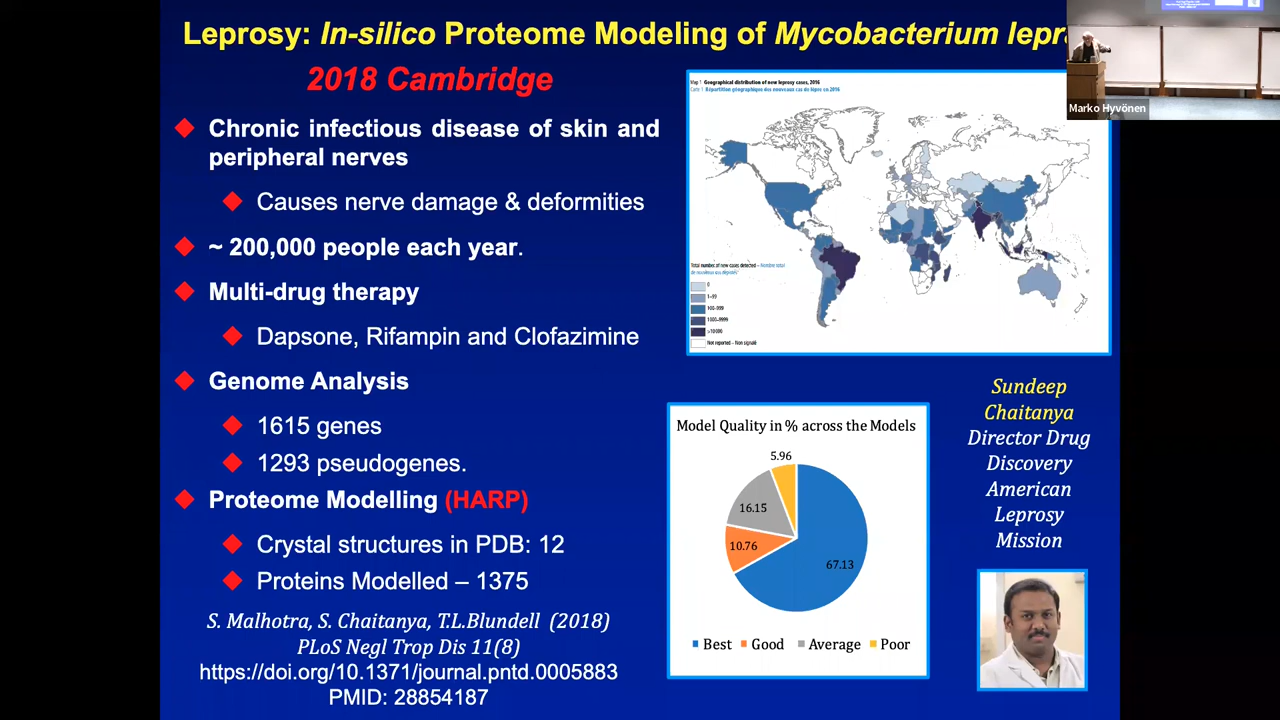 Leprosy: In-silico Proteome Modeling of Mycobacterium lepra
2018 Cambridge
Chronic infectious disease of skin and
peripheral nerves
Causes nerve damage & deformities
~ 200,000 people each year.
Multi-drug therapy
Dapsone, Rifampin and Clofazimine
Genome Analysis
1615 genes
1293 pseudogenes.
Proteome Modelling (HARP)
Crystal structures in PDB: 12
Proteins Modelled – 1375
S. Malhotra, S. Chaitanya, T.L.Blundell (2018)
PLoS Negl Trop Dis 11(8)
https://doi.org/10.1371/journal.pntd.0005883
PMID: 28854187
Marko Hyvönen
Map 1 Geographical distribution of new leprosy cases, 2016
Carte 1 Répartition géographique des nouveaux cas de lèpre en 2016
Total number of new cases detected – Nombre total
de nouveaux cas dépistés
0
1–99
100–999
1000–9999
>10 000
Not reported – Non signalé
Model Quality in % across the Models
5.96
16.15
10.76
67.13
Best Good Average Poor
Sundeep
Chaitanya
Director Drug
Discovery
American
Leprosy
Mission